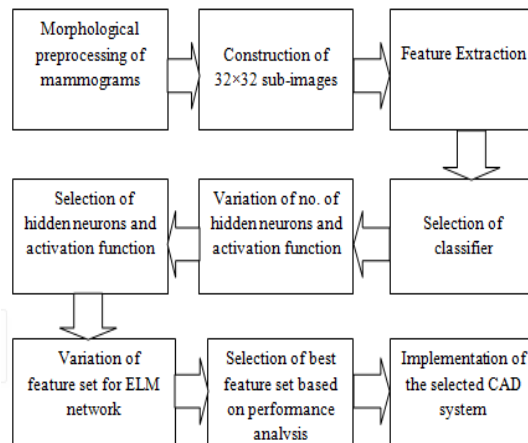 Morphological
preprocessing of
mammograms
Construction of
32×32 sub-images
Feature Extraction
Selection of
classifier
Variation of no. of
hidden neurons and
activation function
Selection of
hidden neurons and
activation function
Variation of
feature set for ELM
network
Selection of best
feature set based
on performance
analysis
Implementation of
the selected CAD
system